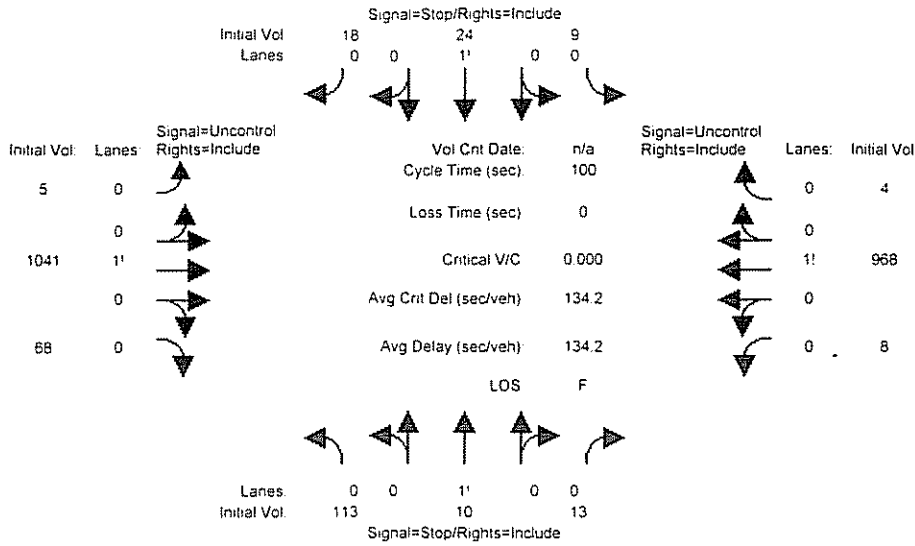 Signal=Stop/Rights=Include
Initial Vol 18 24 9
Lanes 0 0 1! 0 0
Signal=Uncontrol
Initial Vol: Lanes: Rights=Include
5 0
0
1041 1!
0
68 0
Vol Cnt Date: n/a
Cycle Time (sec) 100
Loss Time (sec) 0
Critical V/C 0.000
Avg Crit Del (sec/veh) 134.2
Avg Delay (sec/veh) 134.2
LOS F
Signal=Uncontrol
Rights=Include Lanes: Initial Vol
0 4
0
1! 968
0
0 8
Lanes: 0 0 1! 0 0
Initial Vol: 113 10 13
Signal=Stop/Rights=Include